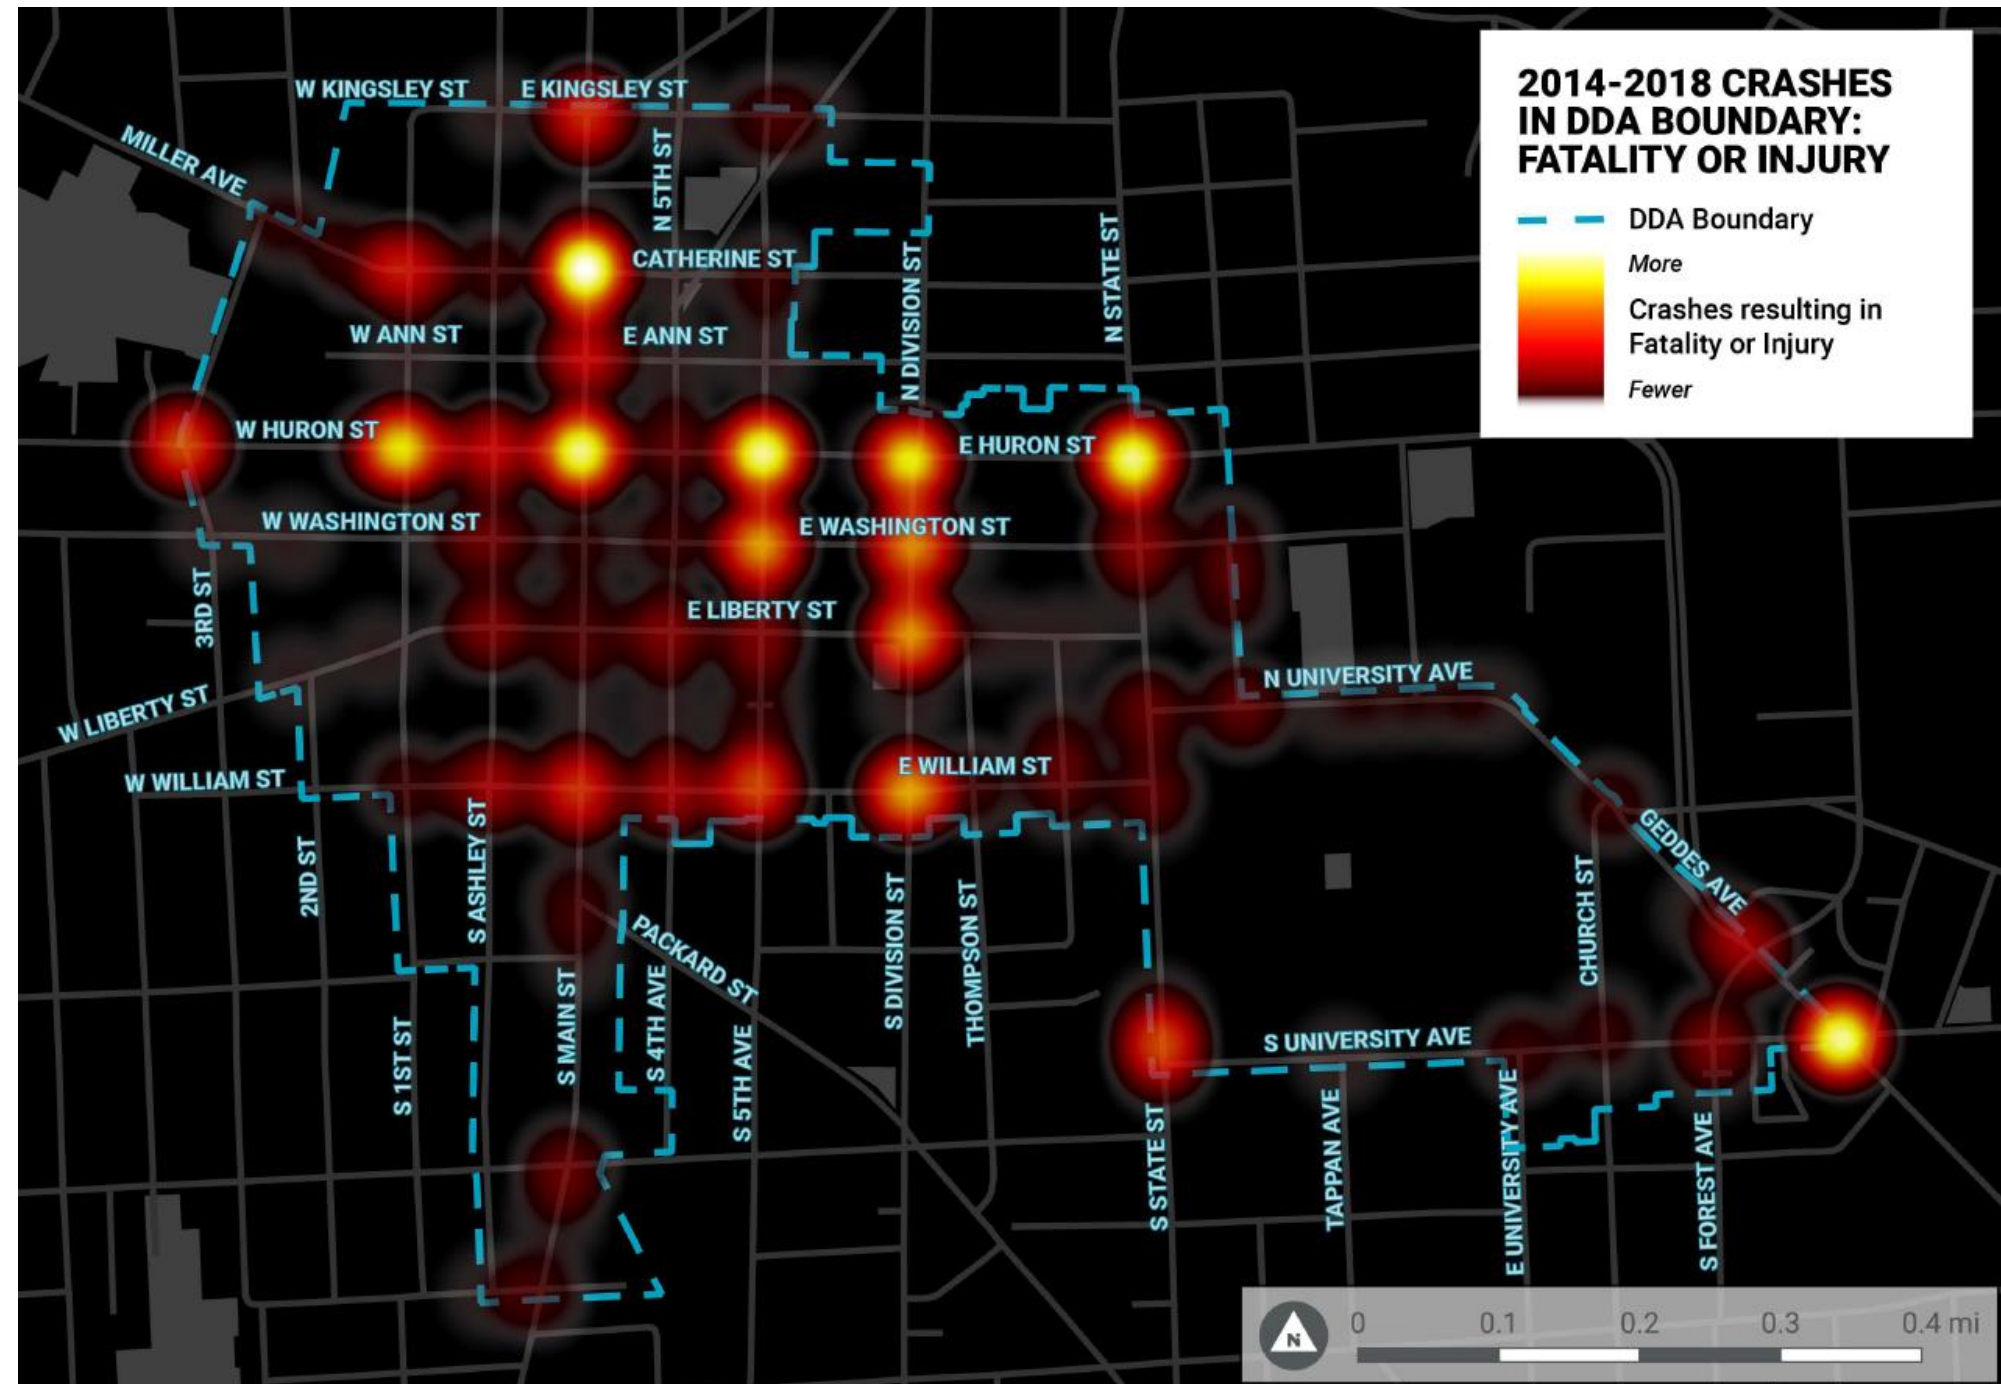 2014-2018 CRASHES
IN DDA BOUNDARY:
FATALITY OR INJURY
DDA Boundary
More
Crashes resulting in
Fatality or Injury
Fewer
W KINGSLEY ST
E KINGSLEY ST
MILLER AVE
N 5TH ST
CATHERINE ST
N DIVISION ST
N STATE ST
W ANN ST
E ANN ST
W HURON ST
E HURON ST
W WASHINGTON ST
E WASHINGTON ST
3RD ST
E LIBERTY ST
W LIBERTY ST
N UNIVERSITY AVE
W WILLIAM ST
E WILLIAM ST
2ND ST
S ASHLEY ST
GEDDES AVE
CHURCH ST
PACKARD ST
S DIVISION ST
THOMPSON ST
S 1ST ST
S MAIN ST
S 4TH AVE
S 5TH AVE
S UNIVERSITY AVE
S STATE ST
TAPPAN AVE
E UNIVERSITY AVE
S FOREST AVE
N
0 0.1 0.2 0.3 0.4 mi